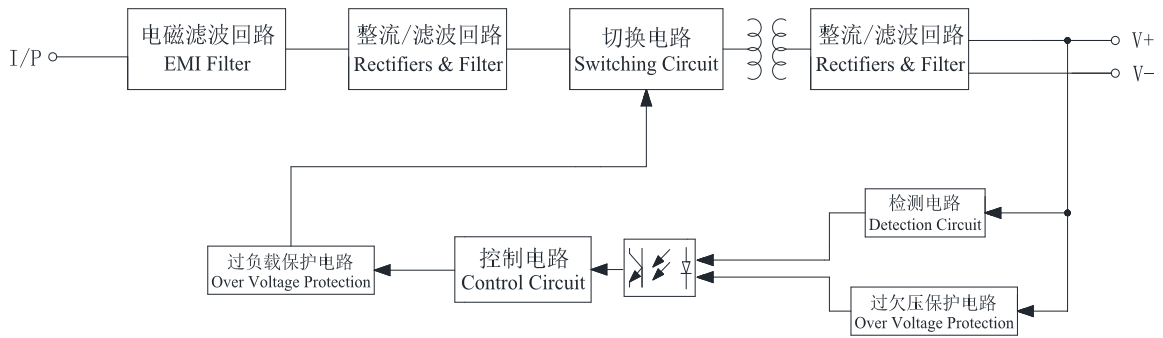 I/P
电磁滤波回路
EMI Filter
整流/滤波回路
Rectifiers & Filter
切换电路
Switching Circuit
整流/滤波回路
Rectifiers & Filter
V+
V-
检测电路
Detection Circuit
过负载保护电路
Over Voltage Protection
控制电路
Control Circuit
过欠压保护电路
Over Voltage Protection